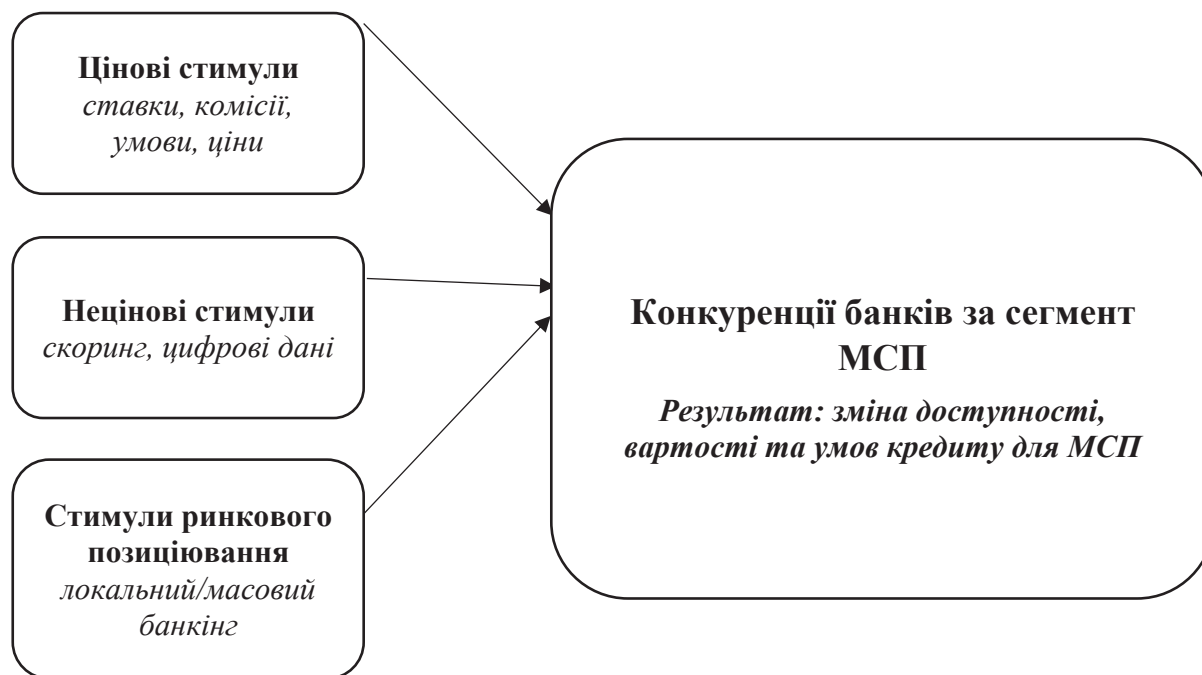 Цінові стимули
ставки, комісії,
умови, ціни
Нецінові стимули
скоринг, цифрові дані
Стимули ринкового
позиціювання
локальний/масовий
банкінг
Конкуренції банків за сегмент
МСП
Результат: зміна доступності,
вартості та умов кредиту для МСП